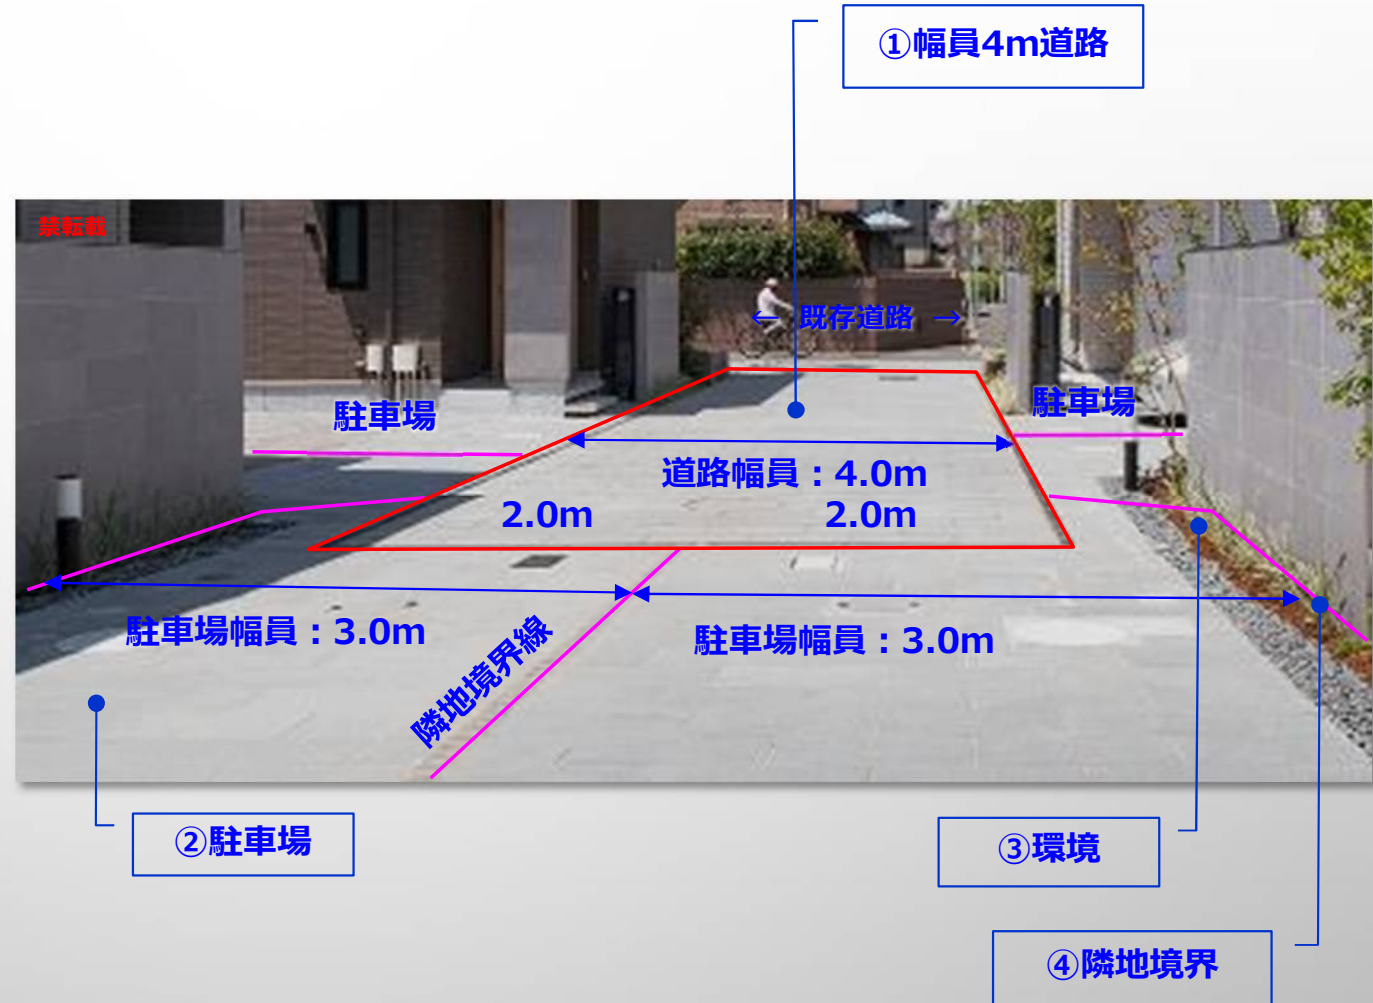 ①幅員4m道路
禁転載
← 既存道路 →
駐車場
駐車場
道路幅員：4.0m
2.0m
2.0m
駐車場幅員：3.0m
駐車場幅員：3.0m
隣地境界線
②駐車場
③環境
④隣地境界